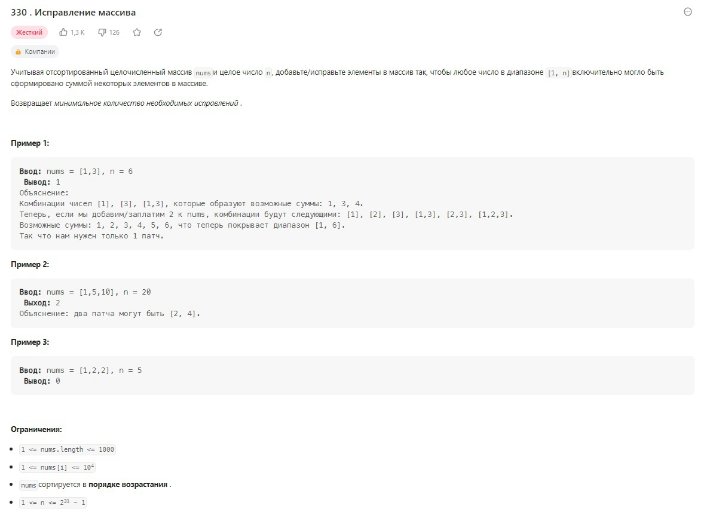 330 . Исправление массива
Жесткий 1,3 K 126
Компании
Учитывая отсортированный целочисленный массив nums и целое число n, добавьте/исправьте элементы в массив так, чтобы любое число в диапазоне [1, n] включительно могло быть
сформировано суммой некоторых элементов в массиве.
Возвращает минимальное количество необходимых исправлений .
Пример 1:
Ввод: nums = [1,3], n = 6
Вывод: 1
Объяснение:
Комбинации чисел [1], [3], [1,3], которые образуют возможные суммы: 1, 3, 4.
Теперь, если мы добавим/заплатим 2 к nums, комбинации будут следующими: [1], [2], [3], [1,3], [2,3], [1,2,3].
Возможные суммы: 1, 2, 3, 4, 5, 6, что теперь покрывает диапазон [1, 6].
Так что нам нужен только 1 патч.
Пример 2:
Ввод: nums = [1,5,10], n = 20
Выход: 2
Объяснение: два патча могут быть [2, 4].
Пример 3:
Ввод: nums = [1,2,2], n = 5
Вывод: 0
Ограничения:
1 <= nums.length <= 1000
1 <= nums[i] <= 10⁴
nums сортируется в порядке возрастания .
1 <= n <= 2³¹ - 1